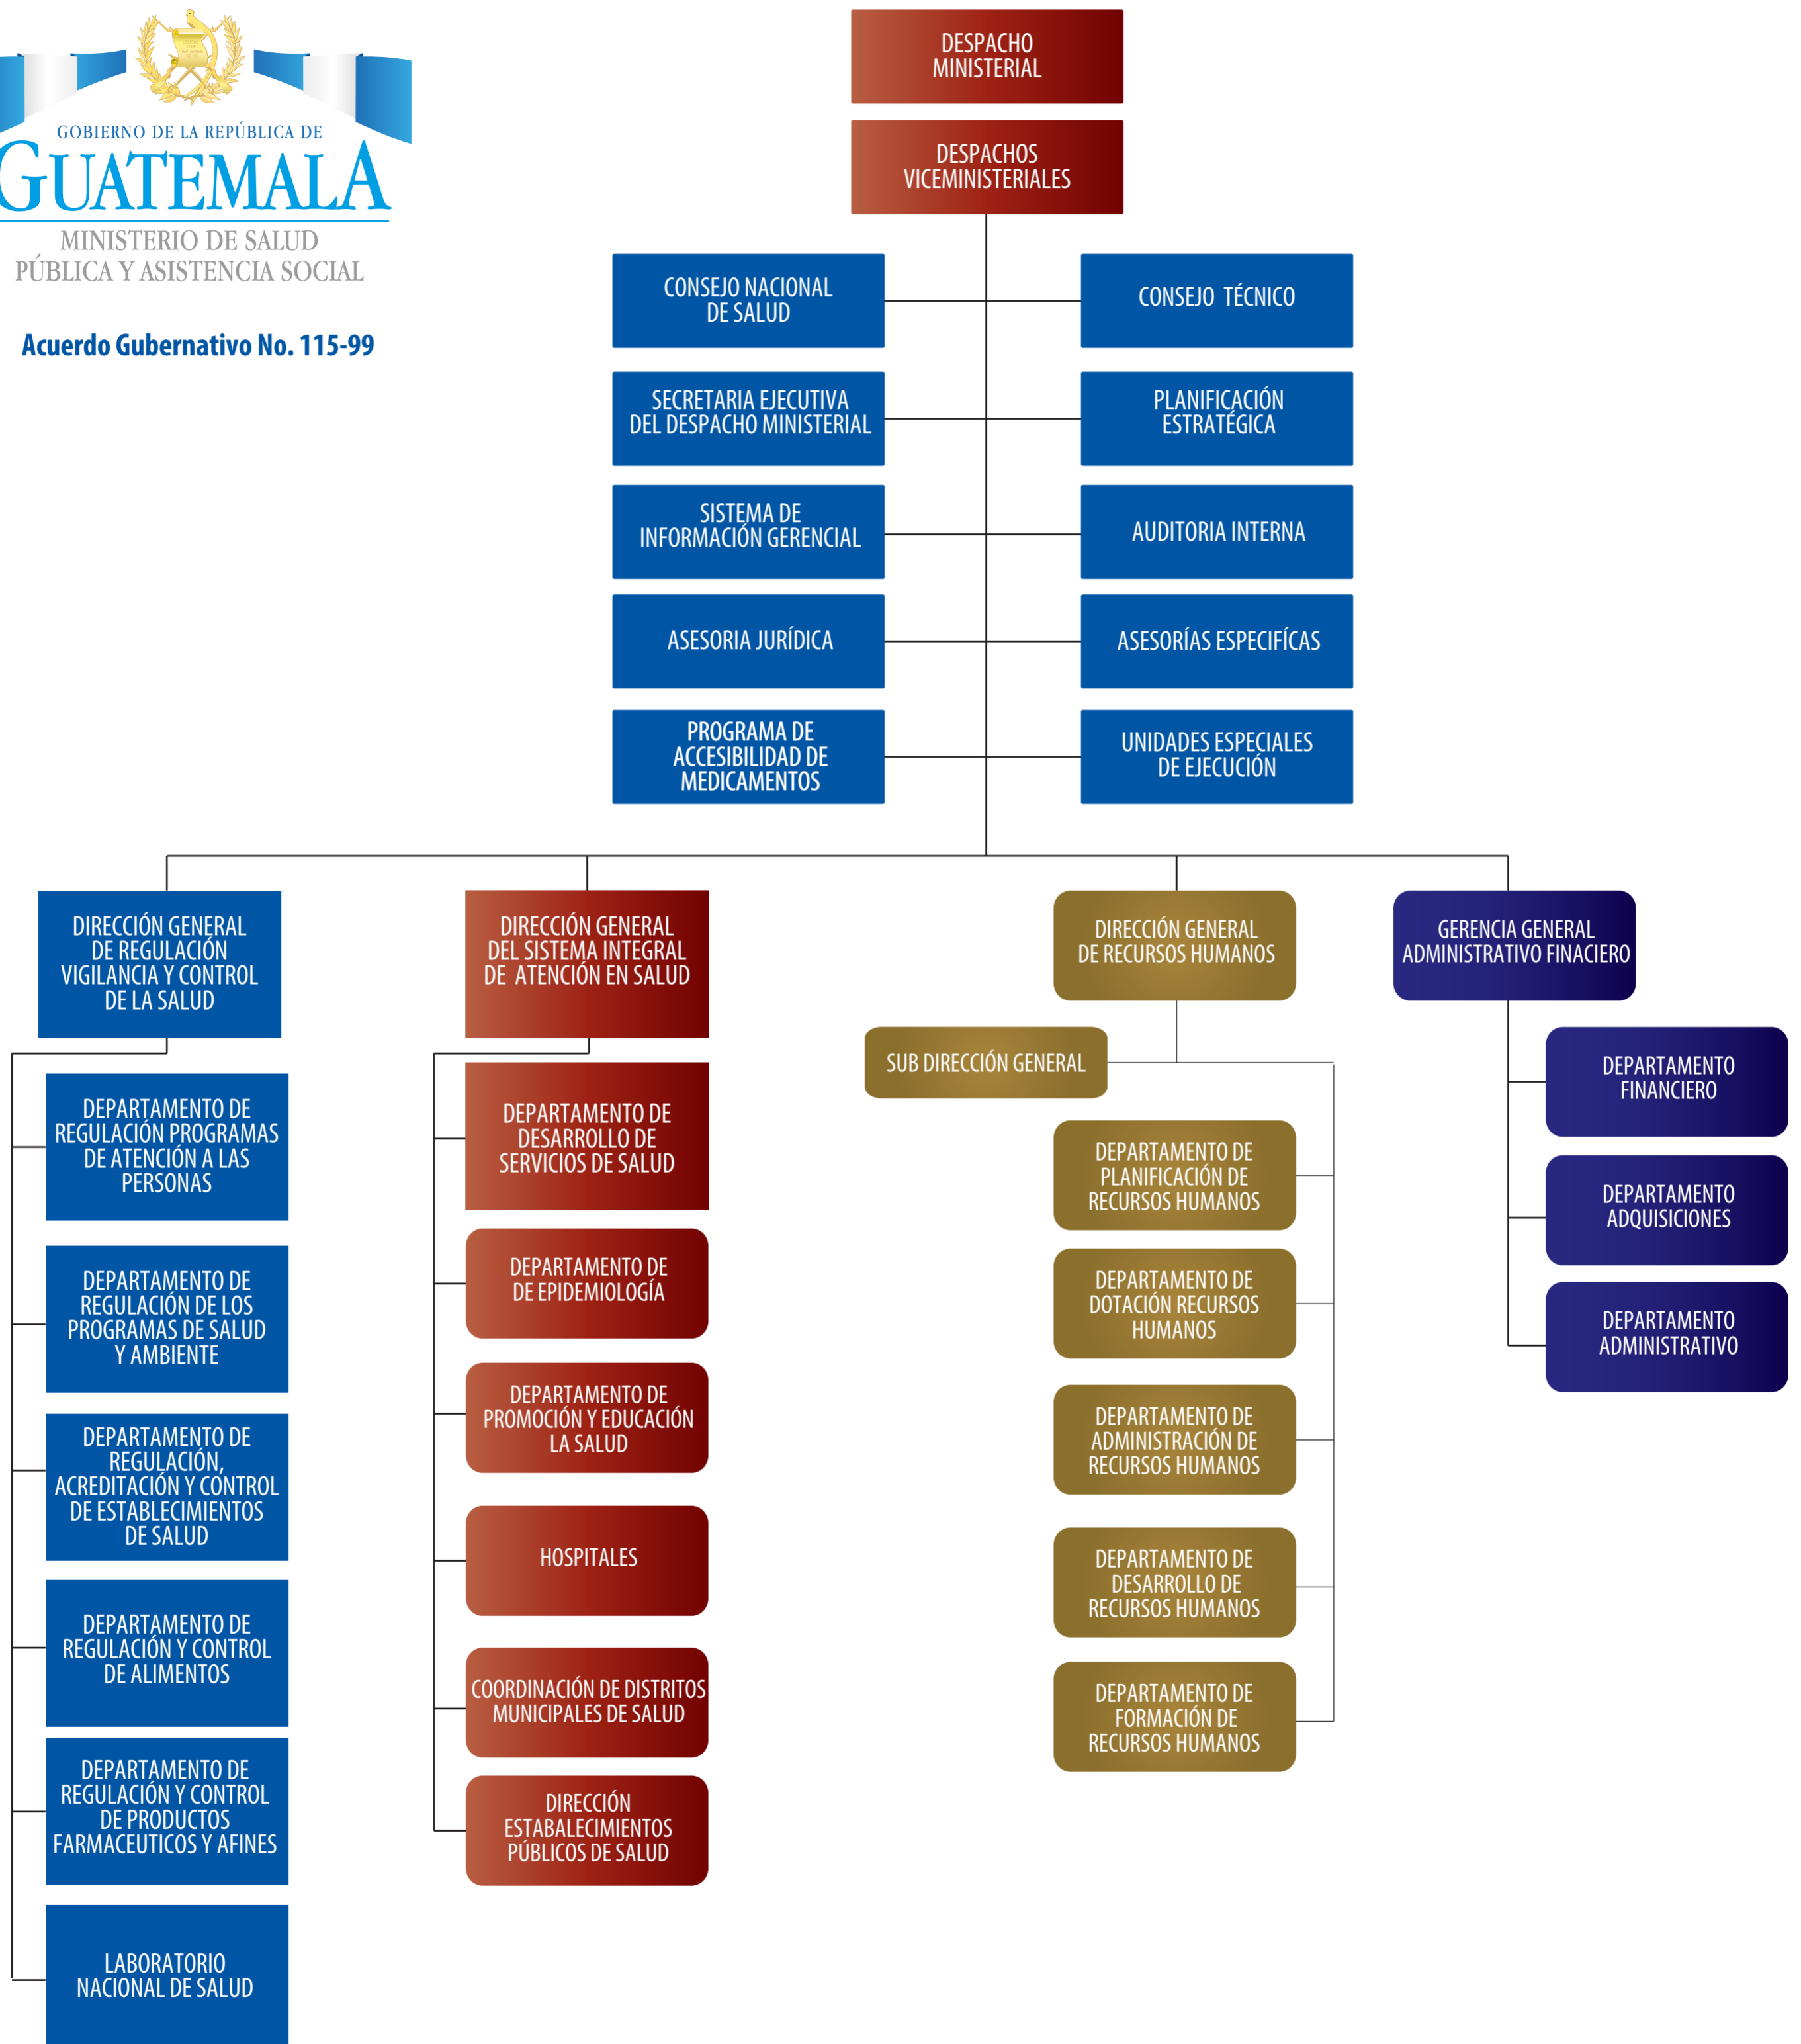 GOBIERNO DE LA REPÚBLICA DE
GUATEMALA
MINISTERIO DE SALUD
PÚBLICA Y ASISTENCIA SOCIAL
Acuerdo Gubernativo No. 115-99
DESPACHO
MINISTERIAL
DESPACHOS
VICEMINISTERIALES
CONSEJO NACIONAL
DE SALUD
CONSEJO TÉCNICO
SECRETARIA EJECUTIVA
DEL DESPACHO MINISTERIAL
PLANIFICACIÓN
ESTRATÉGICA
SISTEMA DE
INFORMACIÓN GERENCIAL
AUDITORIA INTERNA
ASESORIA JURÍDICA
ASESORÍAS ESPECIFÍCAS
PROGRAMA DE
ACCESIBILIDAD DE
MEDICAMENTOS
UNIDADES ESPECIALES
DE EJECUCIÓN
DIRECCIÓN GENERAL
DE REGULACIÓN
VIGILANCIA Y CONTROL
DE LA SALUD
DEPARTAMENTO DE
REGULACIÓN PROGRAMAS
DE ATENCIÓN A LAS
PERSONAS
DEPARTAMENTO DE
REGULACIÓN DE LOS
PROGRAMAS DE SALUD
Y AMBIENTE
DEPARTAMENTO DE
REGULACIÓN,
ACREDITACIÓN Y CONTROL
DE ESTABLECIMIENTOS
DE SALUD
DEPARTAMENTO DE
REGULACIÓN Y CONTROL
DE ALIMENTOS
DEPARTAMENTO DE
REGULACIÓN Y CONTROL
DE PRODUCTOS
FARMACEUTICOS Y AFINES
LABORATORIO
NACIONAL DE SALUD
DIRECCIÓN GENERAL
DEL SISTEMA INTEGRAL
DE ATENCIÓN EN SALUD
DEPARTAMENTO DE
DESARROLLO DE
SERVICIOS DE SALUD
DEPARTAMENTO DE
DE EPIDEMIOLOGÍA
DEPARTAMENTO DE
PROMOCIÓN Y EDUCACIÓN
LA SALUD
HOSPITALES
COORDINACIÓN DE DISTRITOS
MUNICIPALES DE SALUD
DIRECCIÓN
ESTABALECIMIENTOS
PÚBLICOS DE SALUD
DIRECCIÓN GENERAL
DE RECURSOS HUMANOS
SUB DIRECCIÓN GENERAL
DEPARTAMENTO DE
PLANIFICACIÓN DE
RECURSOS HUMANOS
DEPARTAMENTO DE
DOTACIÓN RECURSOS
HUMANOS
DEPARTAMENTO DE
ADMINISTRACIÓN DE
RECURSOS HUMANOS
DEPARTAMENTO DE
DESARROLLO DE
RECURSOS HUMANOS
DEPARTAMENTO DE
FORMACIÓN DE
RECURSOS HUMANOS
GERENCIA GENERAL
ADMINISTRATIVO FINACIERO
DEPARTAMENTO
FINANCIERO
DEPARTAMENTO
ADQUISICIONES
DEPARTAMENTO
ADMINISTRATIVO